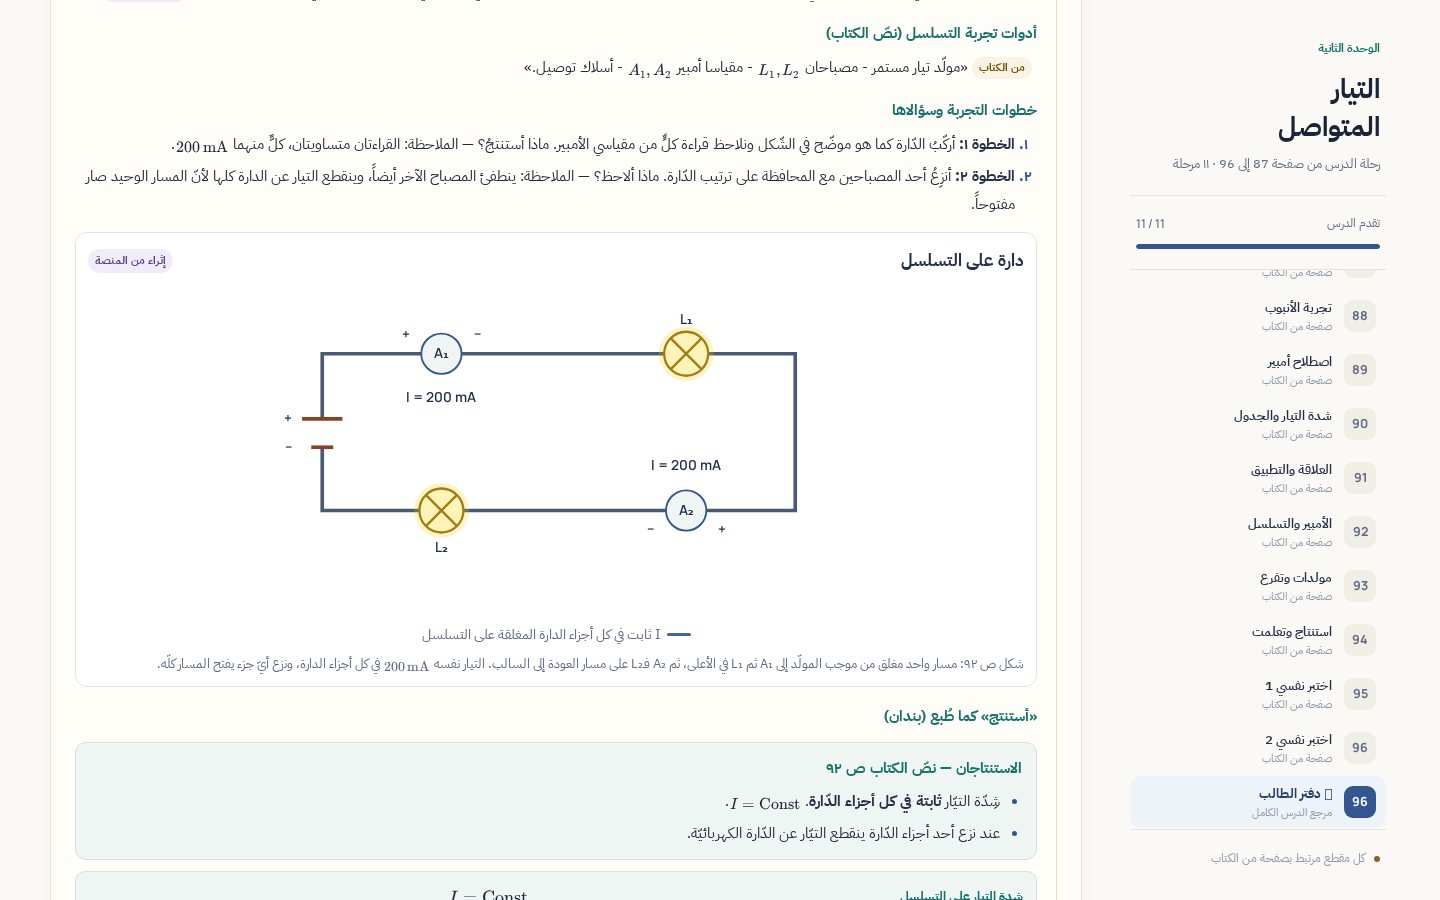 الوحدة الثانية
التيار
المتواصل
رحلة الدرس من صفحة 87 إلى 96 · ١١ مرحلة
تقدم الدرس
11 / 11
صفحة من الكتاب
88
تجربة الأنبوب
صفحة من الكتاب
89
اصطلاح أمبير
صفحة من الكتاب
90
شدة التيار والجدول
صفحة من الكتاب
91
العلاقة والتطبيق
صفحة من الكتاب
92
الأمبير والتسلسل
صفحة من الكتاب
93
مولدات وتفرع
صفحة من الكتاب
94
استنتاج وتعلمت
صفحة من الكتاب
95
اختبر نفسي 1
صفحة من الكتاب
96
اختبر نفسي 2
صفحة من الكتاب
96
دفتر الطالب
مرجع الدرس الكامل
كل مقطع مرتبط بصفحة من الكتاب
أدوات تجربة التسلسل (نصّ الكتاب)
من الكتاب «مولّد تيار مستمر - مصباحان L₁, L₂ - مقياسا أمبير A₁, A₂ - أسلاك توصيل.»
خطوات التجربة وسؤالاها
١. الخطوة ١: أركّبُ الدّارة كما هو موضّح في الشّكل ونلاحظ قراءة كلٍّ من مقياسي الأمبير. ماذا أستنتجُ؟ — الملاحظة: القراءتان متساويتان، كلٌّ منهما 200 mA.
٢. الخطوة ٢: أنزِعُ أحد المصباحين مع المحافظة على ترتيب الدّارة. ماذا ألاحظ؟ — الملاحظة: ينطفئ المصباح الآخر أيضاً، وينقطع التيار عن الدارة كلها لأنّ المسار الوحيد صار
مفتوحاً.
دارة على التسلسل
إثراء من المنصة
L₁
+
−
A₁
I = 200 mA
+
−
I = 200 mA
A₂
−
+
L₂
I ثابت في كل أجزاء الدارة المغلقة على التسلسل
شكل ص ٩٢: مسار واحد مغلق من موجب المولّد إلى A₁ ثم L₁ في الأعلى، ثم A₂ فـL₂ على مسار العودة إلى السالب. التيار نفسه 200 mA في كل أجزاء الدارة، ونزع أيّ جزء يفتح المسار كلّه.
«أستنتج» كما طُبع (بندان)
الاستنتاجان — نصّ الكتاب ص ٩٢
• شِدّة التيّار ثابتة في كل أجزاء الدّارة. I = Const.
• عند نزع أحد أجزاء الدّارة ينقطع التيّار عن الدّارة الكهربائيّة.
شدة التيار على التسلسل
I = Const